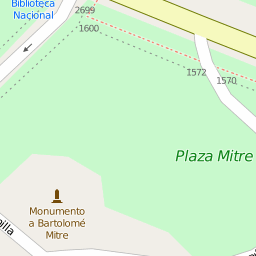 Biblioteca
Nacional
2699
1600
1572
1570
Plaza Mitre
Monumento
a Bartolomé
Mitre